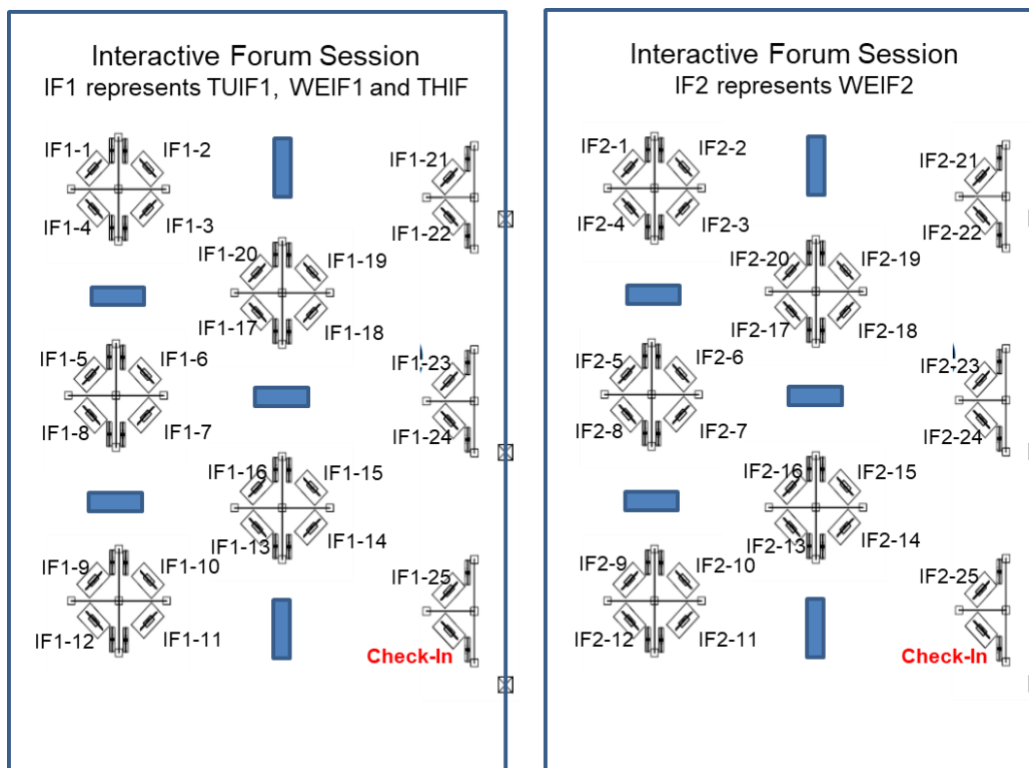 Interactive Forum Session
IF1 represents TUIF1, WEIF1 and THIF
IF1-1
IF1-2
IF1-4
IF1-3
IF1-21
IF1-22
IF1-20
IF1-19
IF1-17
IF1-18
IF1-5
IF1-6
IF1-8
IF1-7
IF1-23
IF1-24
IF1-16
IF1-15
IF1-13
IF1-14
IF1-9
IF1-10
IF1-12
IF1-11
IF1-25
Check-In
Interactive Forum Session
IF2 represents WEIF2
IF2-1
IF2-2
IF2-4
IF2-3
IF2-21
IF2-22
IF2-20
IF2-19
IF2-17
IF2-18
IF2-5
IF2-6
IF2-8
IF2-7
IF2-23
IF2-24
IF2-16
IF2-15
IF2-13
IF2-14
IF2-9
IF2-10
IF2-12
IF2-11
IF2-25
Check-In